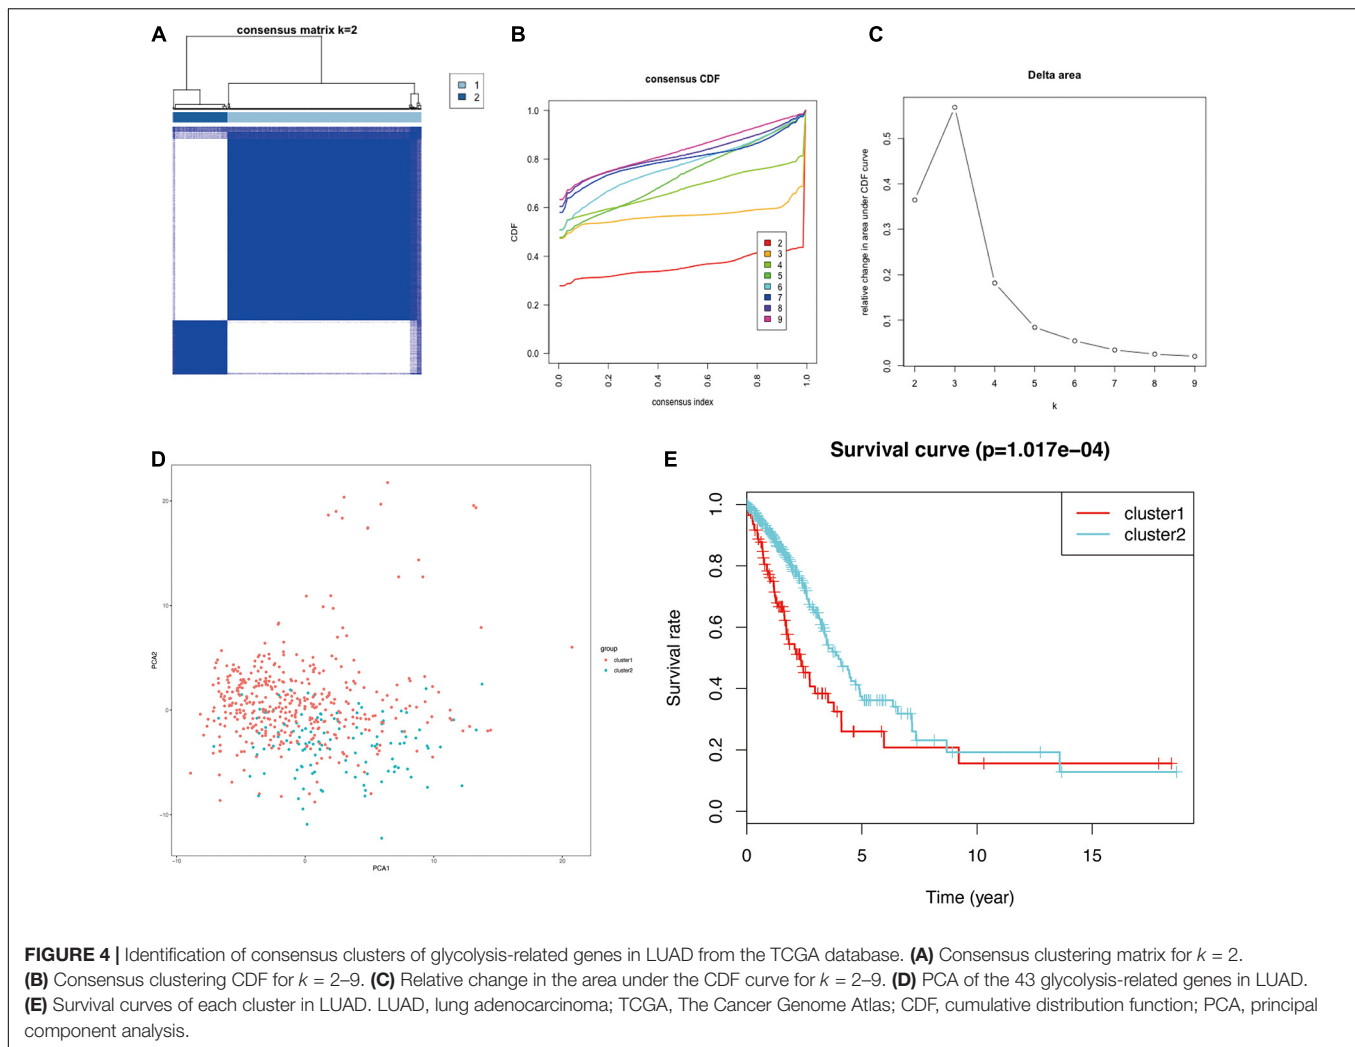 A
consensus matrix k=2
1
2
B
consensus CDF
CDF
1.0
0.8
0.6
0.4
0.2
0.0
2
3
4
5
6
7
8
9
0.0
0.2
0.4
0.6
0.8
1.0
consensus index
C
Delta area
relative change in area under CDF curve
0.5
0.4
0.3
0.2
0.1
0.0
2
3
4
5
6
7
8
9
k
D
PCA2
20
10
0
−10
group
cluster1
cluster2
−10
0
10
20
PCA1
E
Survival curve (p=1.017e−04)
Survival rate
1.0
0.8
0.6
0.4
0.2
0.0
cluster1
cluster2
0
5
10
15
Time (year)
FIGURE 4 | Identification of consensus clusters of glycolysis-related genes in LUAD from the TCGA database. (A) Consensus clustering matrix for k = 2.
(B) Consensus clustering CDF for k = 2–9. (C) Relative change in the area under the CDF curve for k = 2–9. (D) PCA of the 43 glycolysis-related genes in LUAD.
(E) Survival curves of each cluster in LUAD. LUAD, lung adenocarcinoma; TCGA, The Cancer Genome Atlas; CDF, cumulative distribution function; PCA, principal
component analysis.